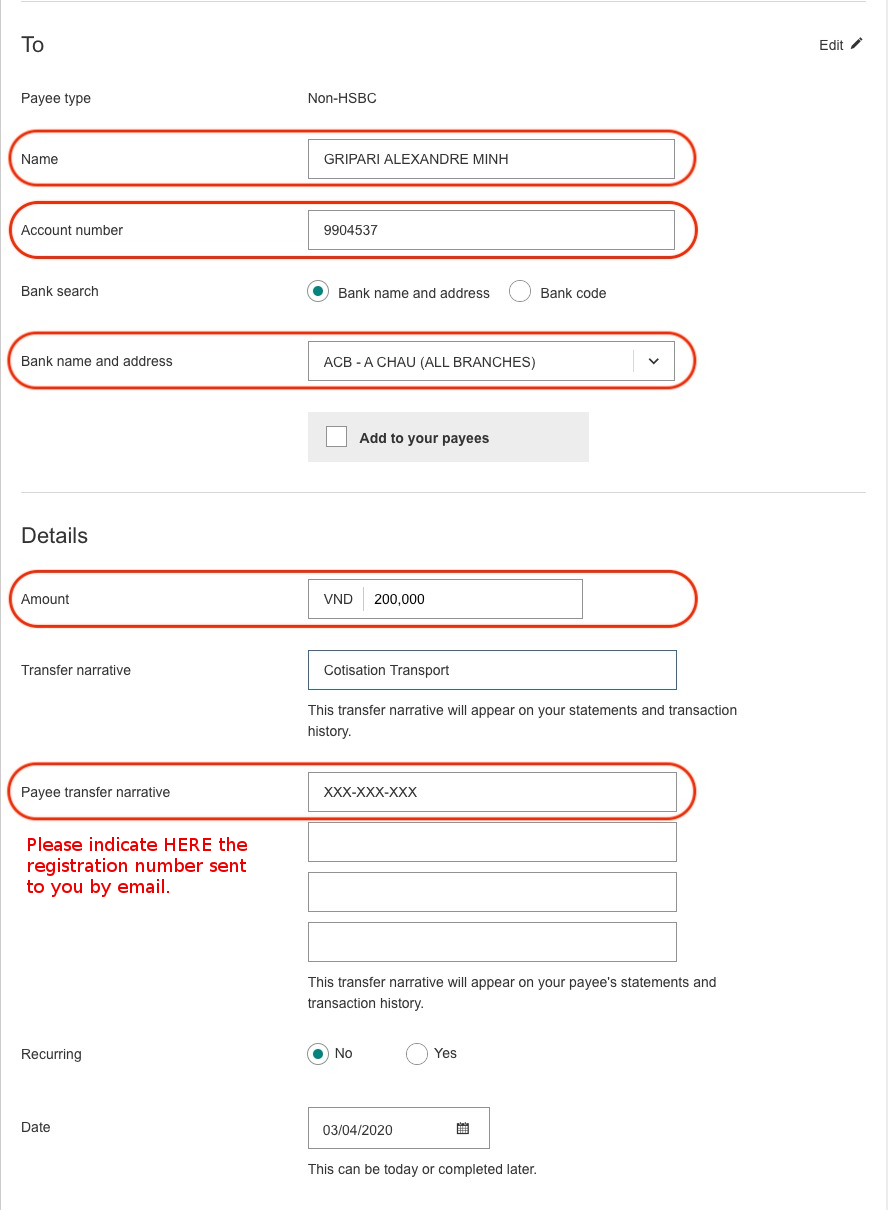 To
Edit
Payee type Non-HSBC
Name GRIPARI ALEXANDRE MINH
Account number 9904537
Bank search Bank name and address Bank code
Bank name and address ACB - A CHAU (ALL BRANCHES)
Add to your payees
Details
Amount VND 200,000
Transfer narrative Cotisation Transport
This transfer narrative will appear on your statements and transaction
history.
Payee transfer narrative XXX-XXX-XXX
Please indicate HERE the
registration number sent
to you by email.
This transfer narrative will appear on your payee's statements and
transaction history.
Recurring No Yes
Date 03/04/2020
This can be today or completed later.